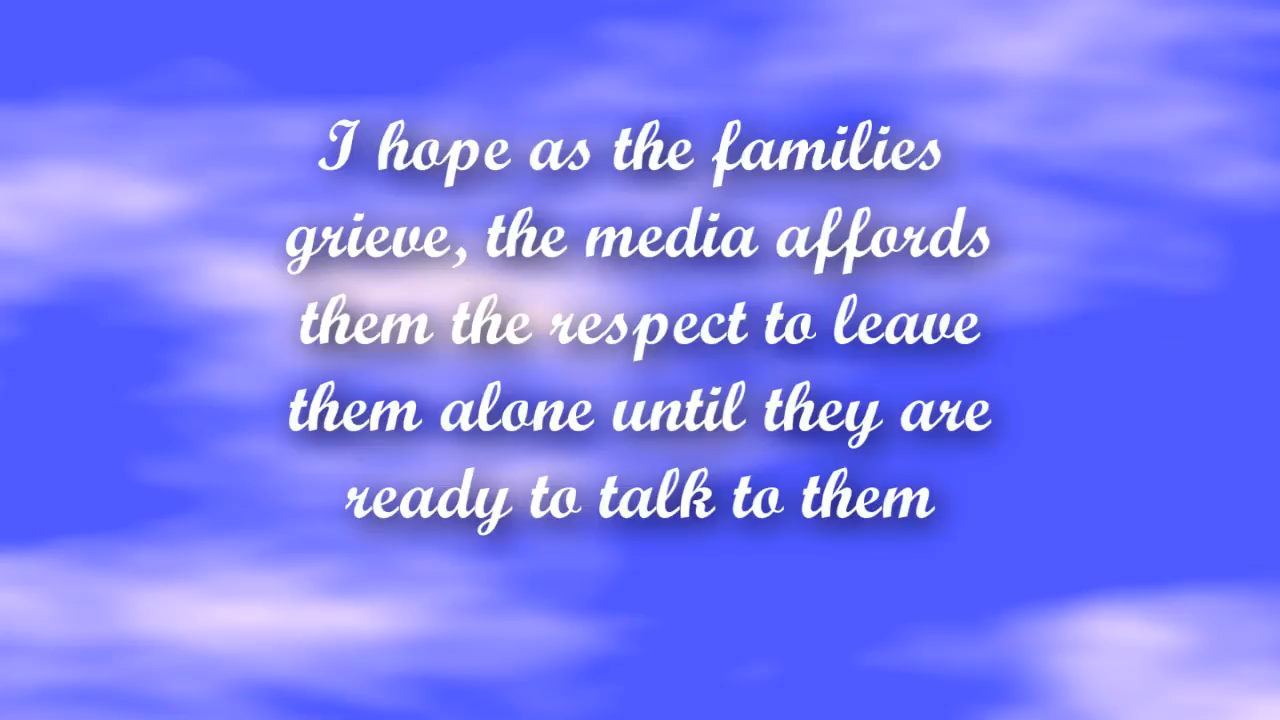 I hope as the families
grieve, the media affords
them the respect to leave
them alone until they are
ready to talk to them